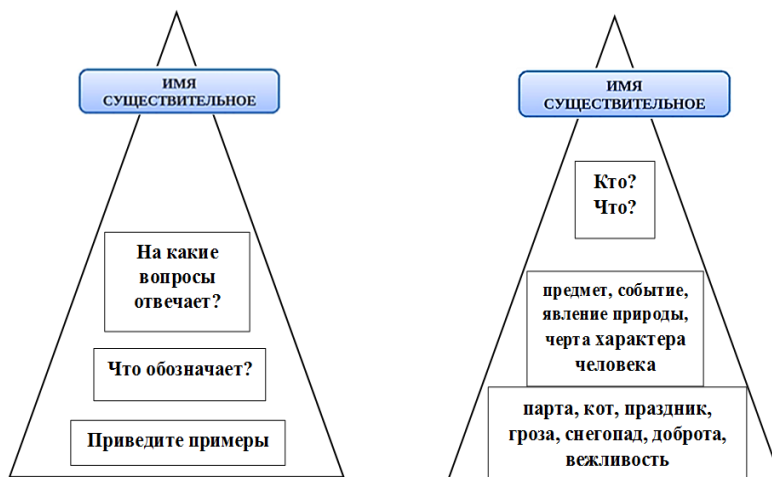 ИМЯ
СУЩЕСТВИТЕЛЬНОЕ
На какие
вопросы
отвечает?
Что обозначает?
Приведите примеры
ИМЯ
СУЩЕСТВИТЕЛЬНОЕ
Кто?
Что?
предмет, событие,
явление природы,
черта характера
человека
парта, кот, праздник,
гроза, снегопад, доброта,
вежливость